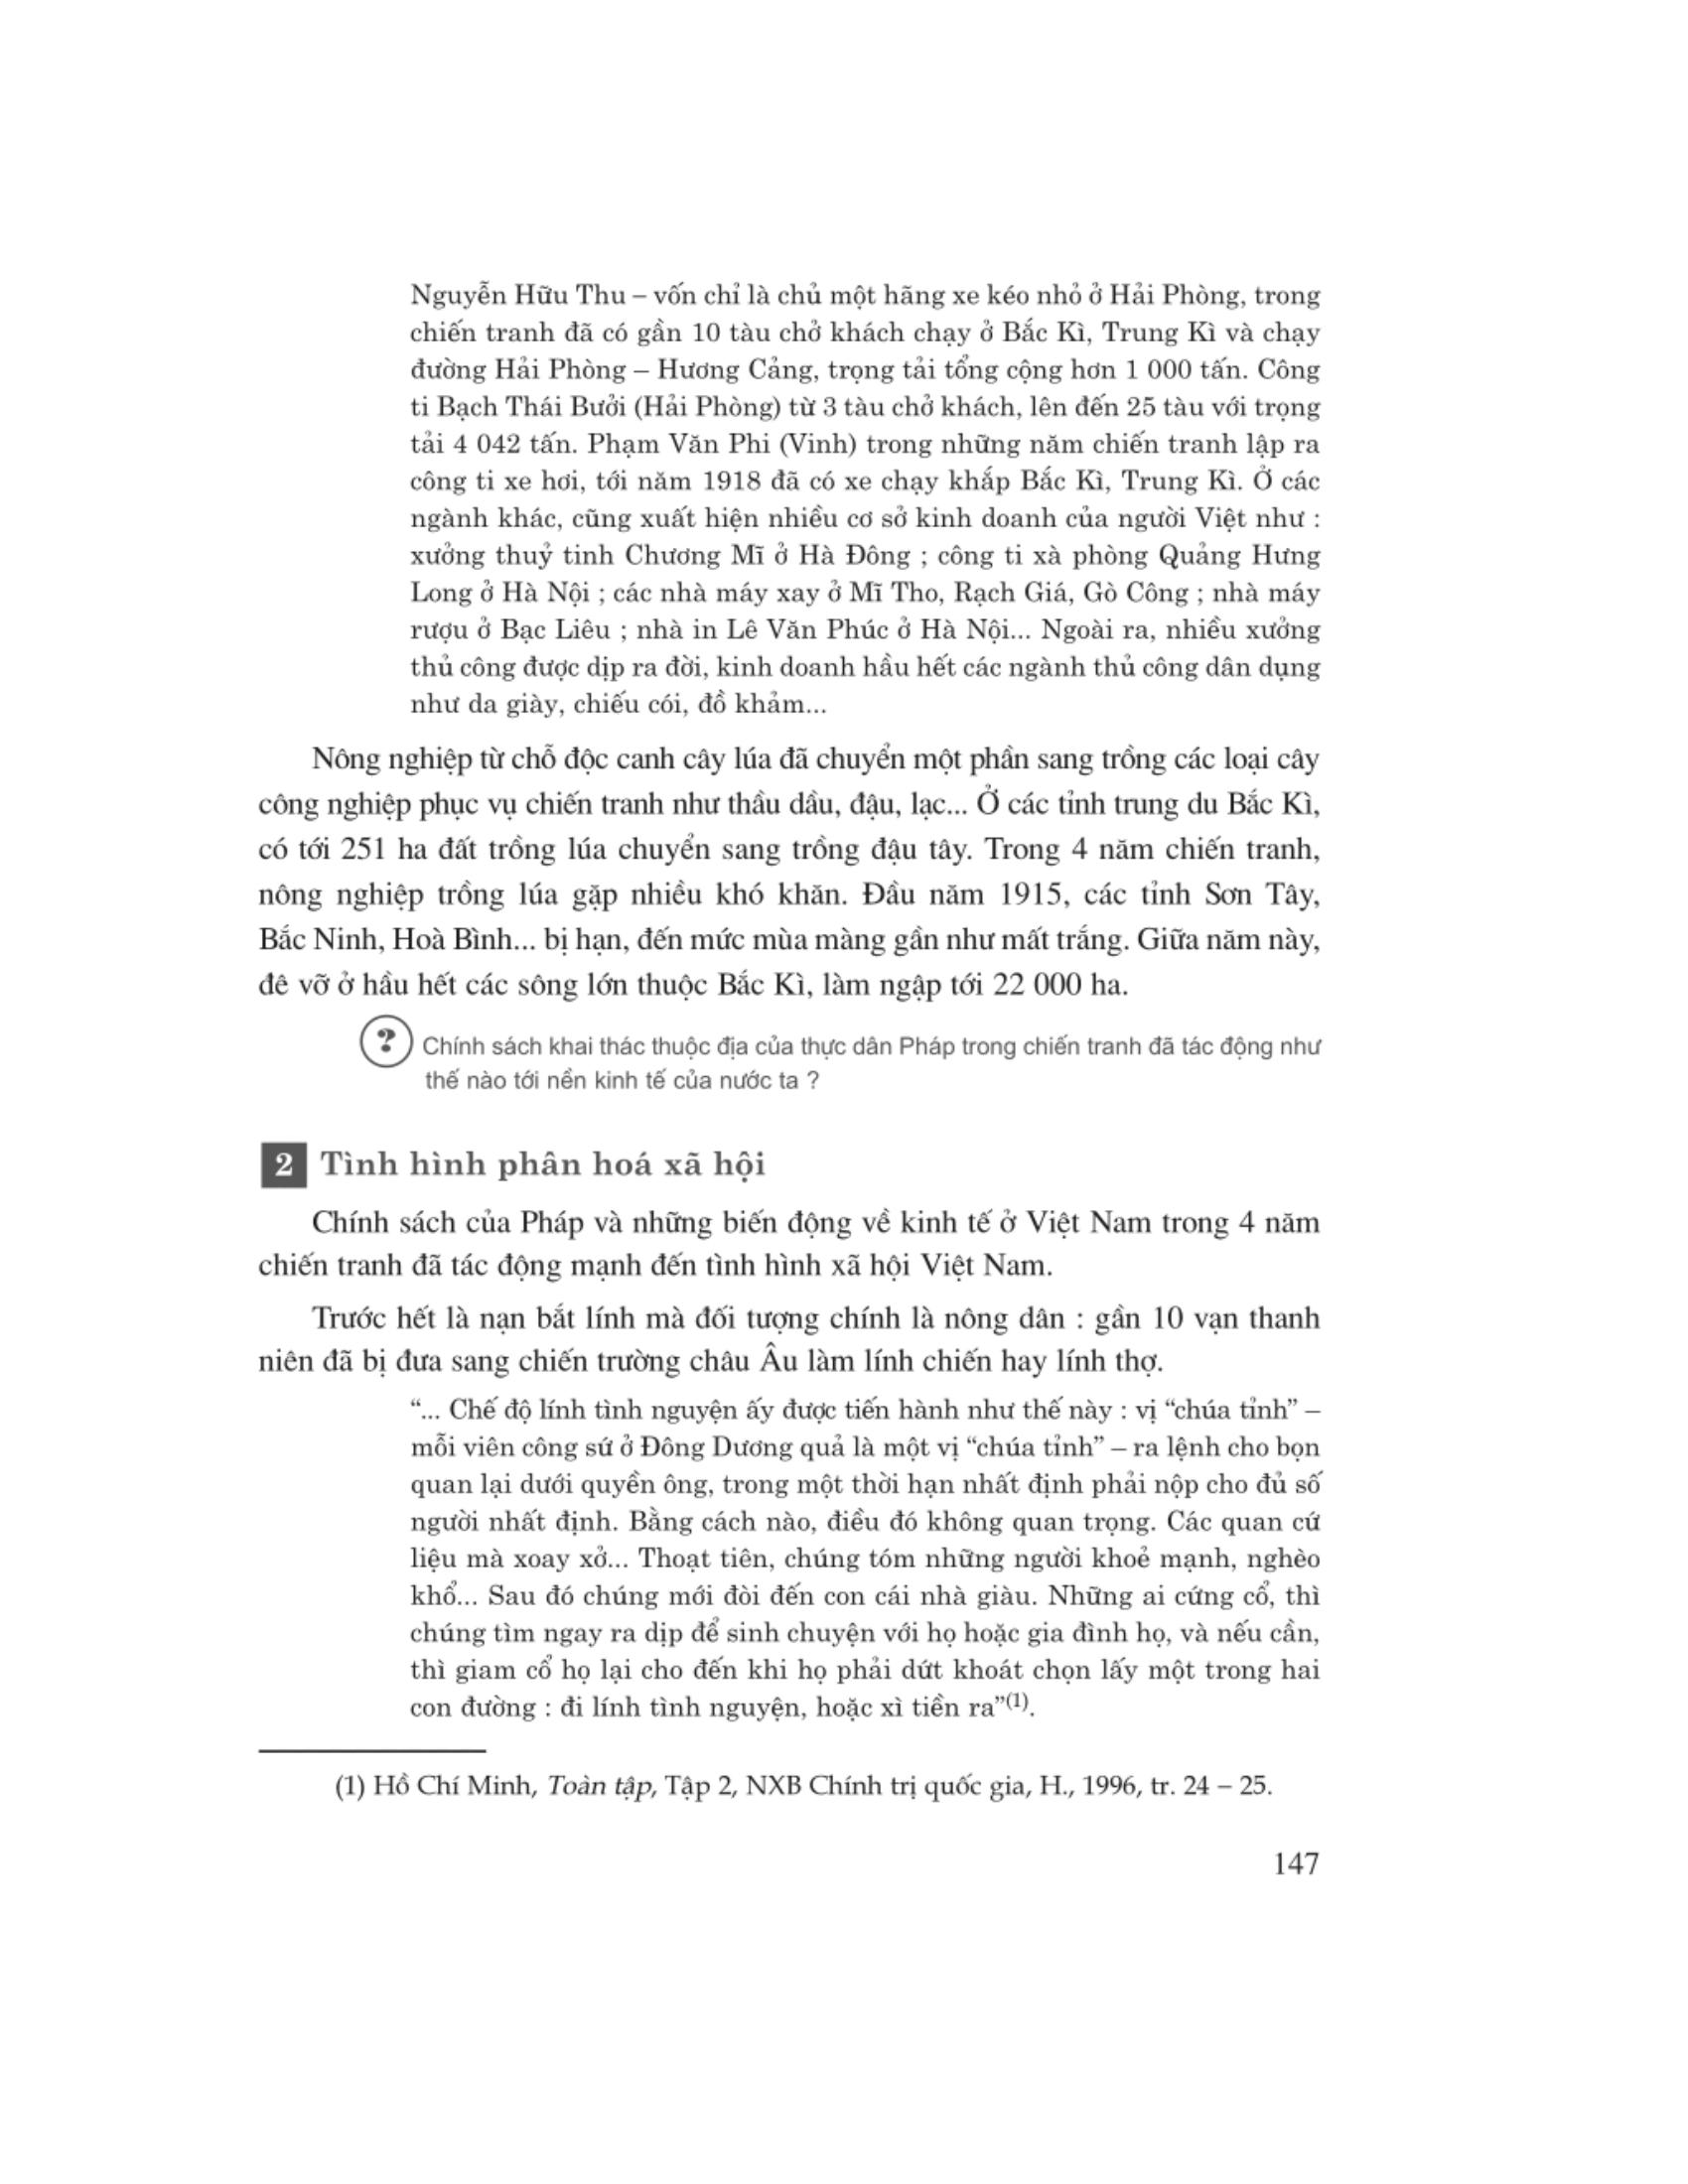 Nguyễn Hữu Thu – vốn chỉ là chủ một hãng xe kéo nhỏ ở Hải Phòng, trong
chiến tranh đã có gần 10 tàu chở khách chạy ở Bắc Kì, Trung Kì và chạy
đường Hải Phòng – Hương Cảng, trọng tải tổng cộng hơn 1 000 tấn. Công
ti Bạch Thái Bưởi (Hải Phòng) từ 3 tàu chở khách, lên đến 25 tàu với trọng
tải 4 042 tấn. Phạm Văn Phi (Vinh) trong những năm chiến tranh lập ra
công ti xe hơi, tới năm 1918 đã có xe chạy khắp Bắc Kì, Trung Kì. Ở các
ngành khác, cũng xuất hiện nhiều cơ sở kinh doanh của người Việt như :
xưởng thuỷ tinh Chương Mĩ ở Hà Đông ; công ti xà phòng Quảng Hưng
Long ở Hà Nội ; các nhà máy xay ở Mĩ Tho, Rạch Giá, Gò Công ; nhà máy
rượu ở Bạc Liêu ; nhà in Lê Văn Phúc ở Hà Nội... Ngoài ra, nhiều xưởng
thủ công được dịp ra đời, kinh doanh hầu hết các ngành thủ công dân dụng
như da giày, chiếu cói, đồ khảm...
Nông nghiệp từ chỗ độc canh cây lúa đã chuyển một phần sang trồng các loại cây
công nghiệp phục vụ chiến tranh như thầu dầu, đậu, lạc... Ở các tỉnh trung du Bắc Kì,
có tới 251 ha đất trồng lúa chuyển sang trồng đậu tây. Trong 4 năm chiến tranh,
nông nghiệp trồng lúa gặp nhiều khó khăn. Đầu năm 1915, các tỉnh Sơn Tây,
Bắc Ninh, Hoà Bình... bị hạn, đến mức mùa màng gần như mất trắng. Giữa năm này,
đê vỡ ở hầu hết các sông lớn thuộc Bắc Kì, làm ngập tới 22 000 ha.
? Chính sách khai thác thuộc địa của thực dân Pháp trong chiến tranh đã tác động như
thế nào tới nền kinh tế của nước ta ?
2 Tình hình phân hoá xã hội
Chính sách của Pháp và những biến động về kinh tế ở Việt Nam trong 4 năm
chiến tranh đã tác động mạnh đến tình hình xã hội Việt Nam.
Trước hết là nạn bắt lính mà đối tượng chính là nông dân : gần 10 vạn thanh
niên đã bị đưa sang chiến trường châu Âu làm lính chiến hay lính thợ.
“... Chế độ lính tình nguyện ấy được tiến hành như thế này : vị “chúa tỉnh” –
mỗi viên công sứ ở Đông Dương quả là một vị “chúa tỉnh” – ra lệnh cho bọn
quan lại dưới quyền ông, trong một thời hạn nhất định phải nộp cho đủ số
người nhất định. Bằng cách nào, điều đó không quan trọng. Các quan cứ
liệu mà xoay xở... Thoạt tiên, chúng tóm những người khoẻ mạnh, nghèo
khổ... Sau đó chúng mới đòi đến con cái nhà giàu. Những ai cứng cổ, thì
chúng tìm ngay ra dịp để sinh chuyện với họ hoặc gia đình họ, và nếu cần,
thì giam cổ họ lại cho đến khi họ phải dứt khoát chọn lấy một trong hai
con đường : đi lính tình nguyện, hoặc xì tiền ra”(1).
(1) Hồ Chí Minh, Toàn tập, Tập 2, NXB Chính trị quốc gia, H., 1996, tr. 24 – 25.
147